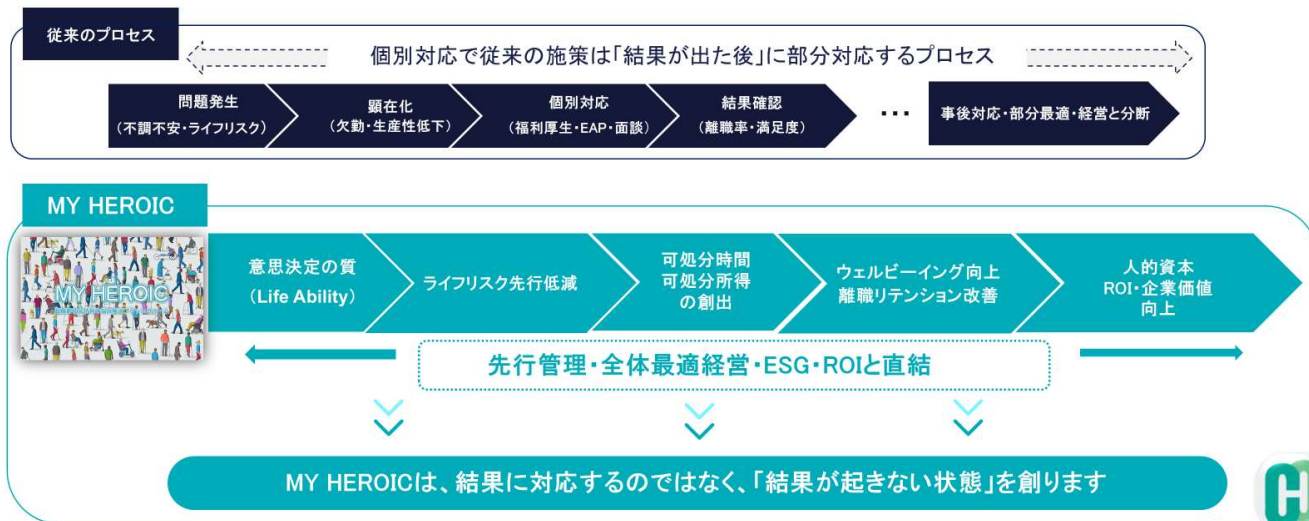 従来のプロセス
個別対応で従来の施策は「結果が出た後」に部分対応するプロセス
問題発生
(不調不安・ライフリスク)
顕在化
(欠勤・生産性低下)
個別対応
(福利厚生・EAP・面談)
結果確認
(離職率・満足度)
・・・
事後対応・部分最適・経営と分断
MY HEROIC
MY HEROIC
意思決定の質
(Life Ability)
ライフリスク先行低減
可処分時間
可処分所得
の創出
ウェルビーイング向上
離職リテンション改善
人的資本
ROI・企業価値
向上
先行管理・全体最適経営・ESG・ROIと直結
MY HEROICは、結果に対応するのではなく、「結果が起きない状態」を創ります
H